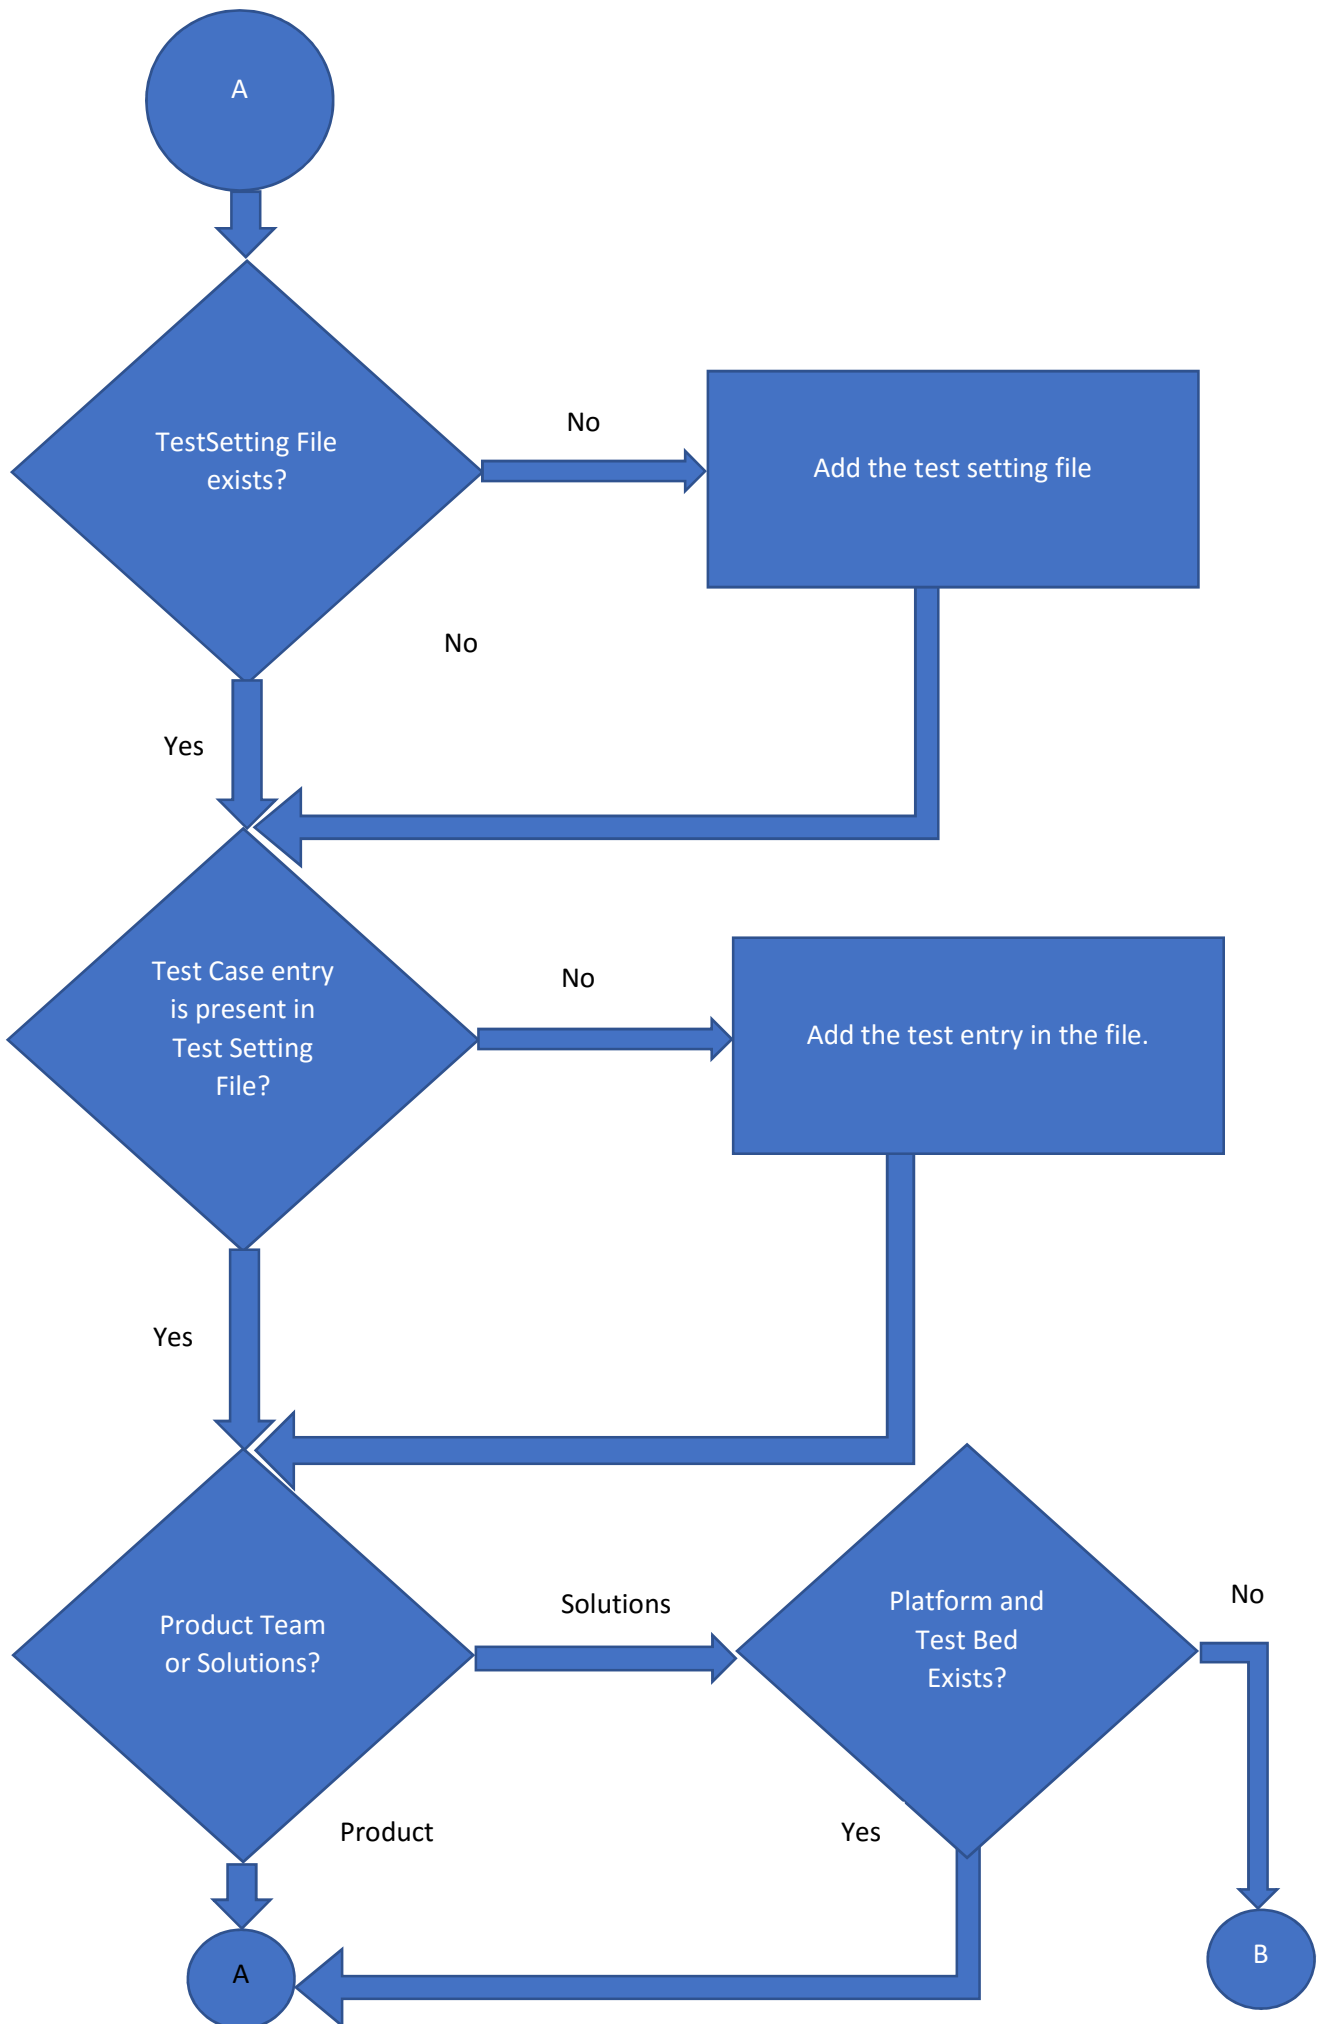 A
TestSetting File
exists?
No
Add the test setting file
No
Yes
Test Case entry
is present in
Test Setting
File?
No
Add the test entry in the file.
Yes
Product Team
or Solutions?
Solutions
Platform and
Test Bed
Exists?
No
Product
Yes
A
B